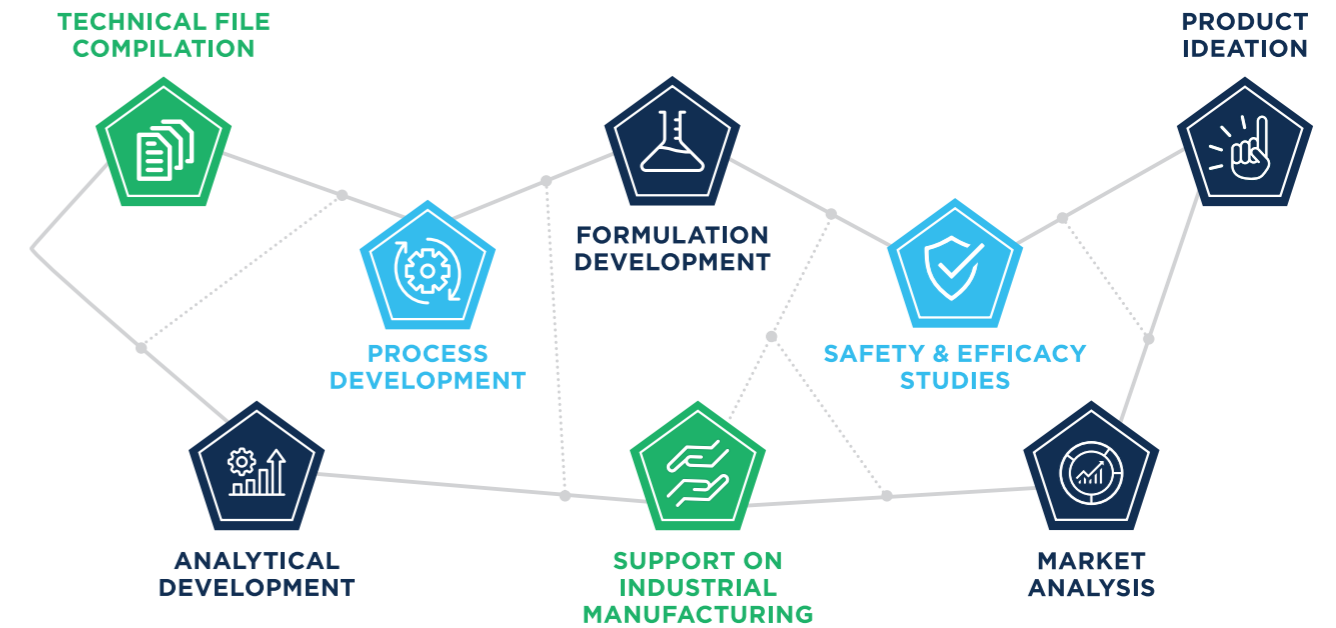 TECHNICAL FILE
COMPILATION
PRODUCT
IDEATION
FORMULATION
DEVELOPMENT
PROCESS
DEVELOPMENT
SAFETY & EFFICACY
STUDIES
ANALYTICAL
DEVELOPMENT
SUPPORT ON
INDUSTRIAL
MANUFACTURING
MARKET
ANALYSIS